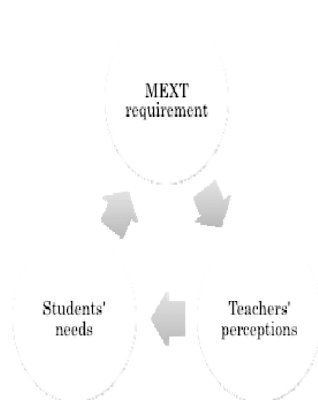 MEXT
requirement
Students'
needs
Teachers'
perceptions